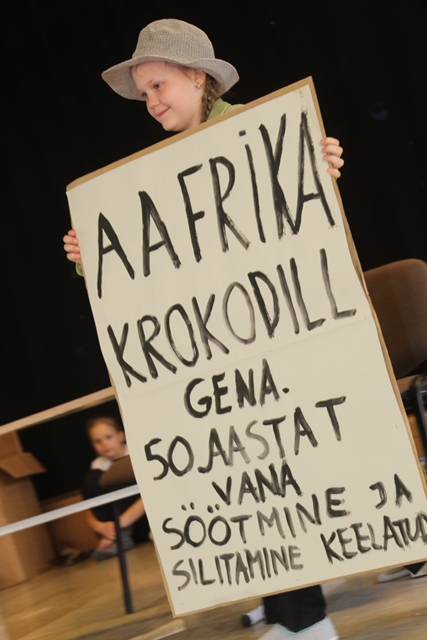 AAFRIKA
KROKODILL
GENA.
50 AASTAT
VANA
SÖÖTMINE JA
SILITAMINE KEELATUD